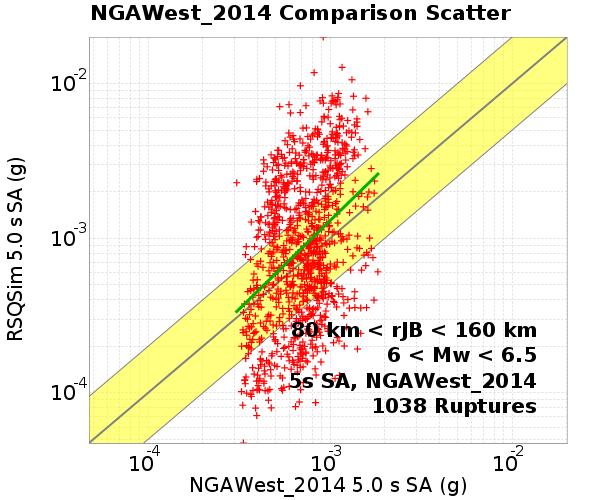 NGAWest_2014 Comparison Scatter
RSQSim 5.0 s SA (g)
10⁻²
10⁻³
10⁻⁴
80 km < rJB < 160 km
6 < Mw < 6.5
5s SA, NGAWest_2014
1038 Ruptures
10⁻⁴ 10⁻³ 10⁻²
NGAWest_2014 5.0 s SA (g)